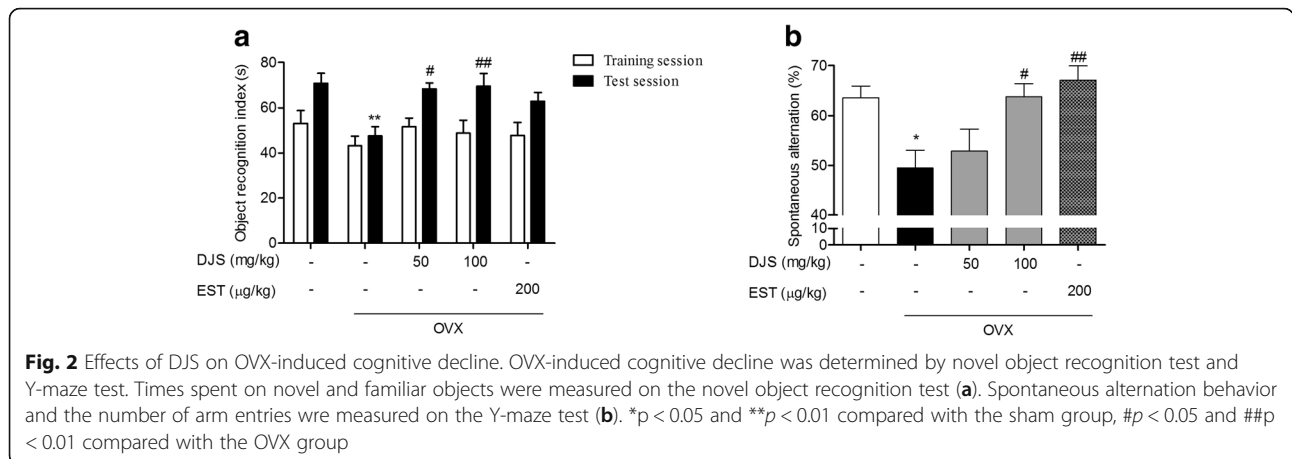 a
Object recognition index (s)
80
60
40
20
0
**
#
##
Training session
Test session
DJS (mg/kg) - - 50 100 -
EST (µg/kg) - - - - 200
OVX
b
Spontaneous alternation (%)
70
60
50
40
10
0
*
#
##
DJS (mg/kg) - - 50 100 -
EST (µg/kg) - - - - 200
OVX
Fig. 2 Effects of DJS on OVX-induced cognitive decline. OVX-induced cognitive decline was determined by novel object recognition test and
Y-maze test. Times spent on novel and familiar objects were measured on the novel object recognition test (a). Spontaneous alternation behavior
and the number of arm entries wre measured on the Y-maze test (b). *p < 0.05 and **p < 0.01 compared with the sham group, #p < 0.05 and ##p
< 0.01 compared with the OVX group